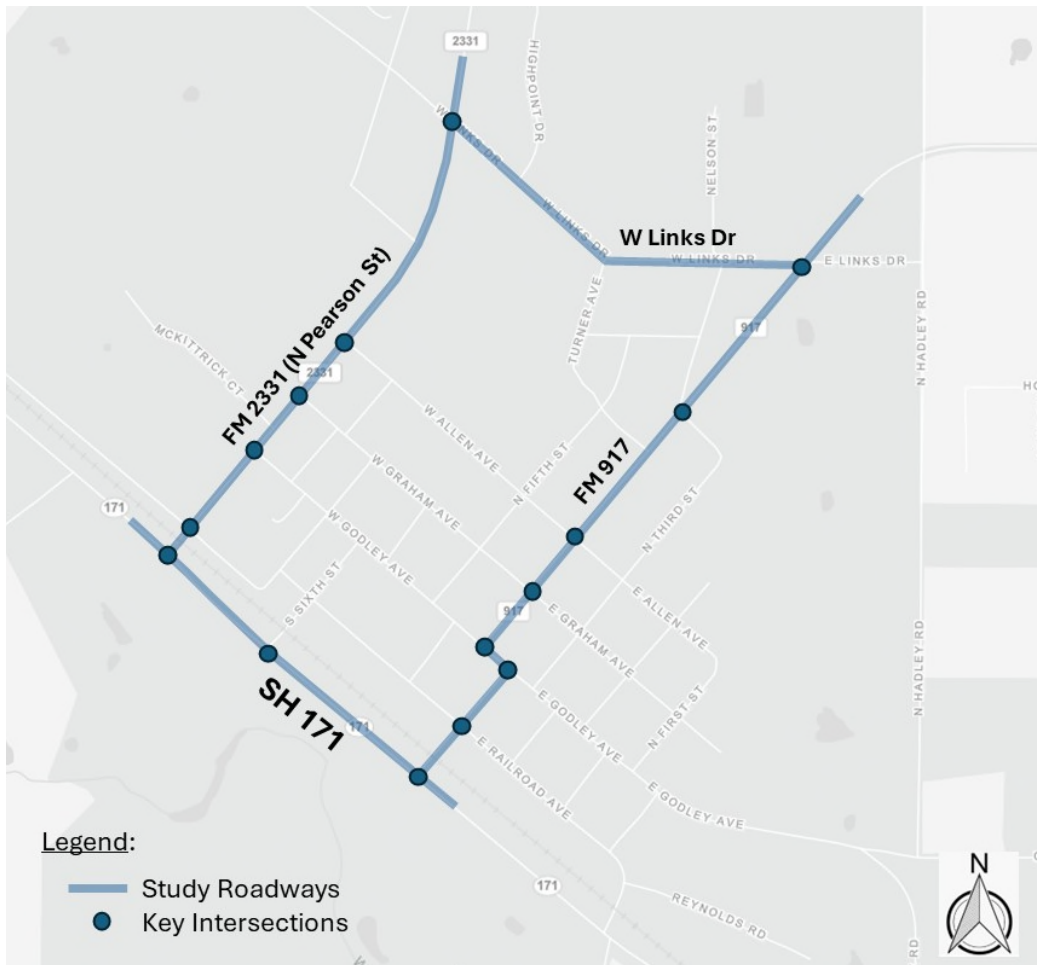 2331
HIGHPOINT DR
W LINKS DR
NELSON ST
W LINKS DR
W Links Dr
W LINKS DR
E LINKS DR
FM 2331 (N Pearson St)
TURNER AVE
917
N HADLEY RD
MCKITTRICK CT
2331
W ALLEN AVE
N FIFTH ST
FM 917
W GRAHAM AVE
171
W GODLEY AVE
N THIRD ST
S SIXTH ST
917
E ALLEN AVE
E GRAHAM AVE
N HADLEY RD
SH 171
171
E GODLEY AVE
N FIRST ST
E RAILROAD AVE
E GODLEY AVE
Legend:
Study Roadways
Key Intersections
171
REYNOLDS RD
RD
N